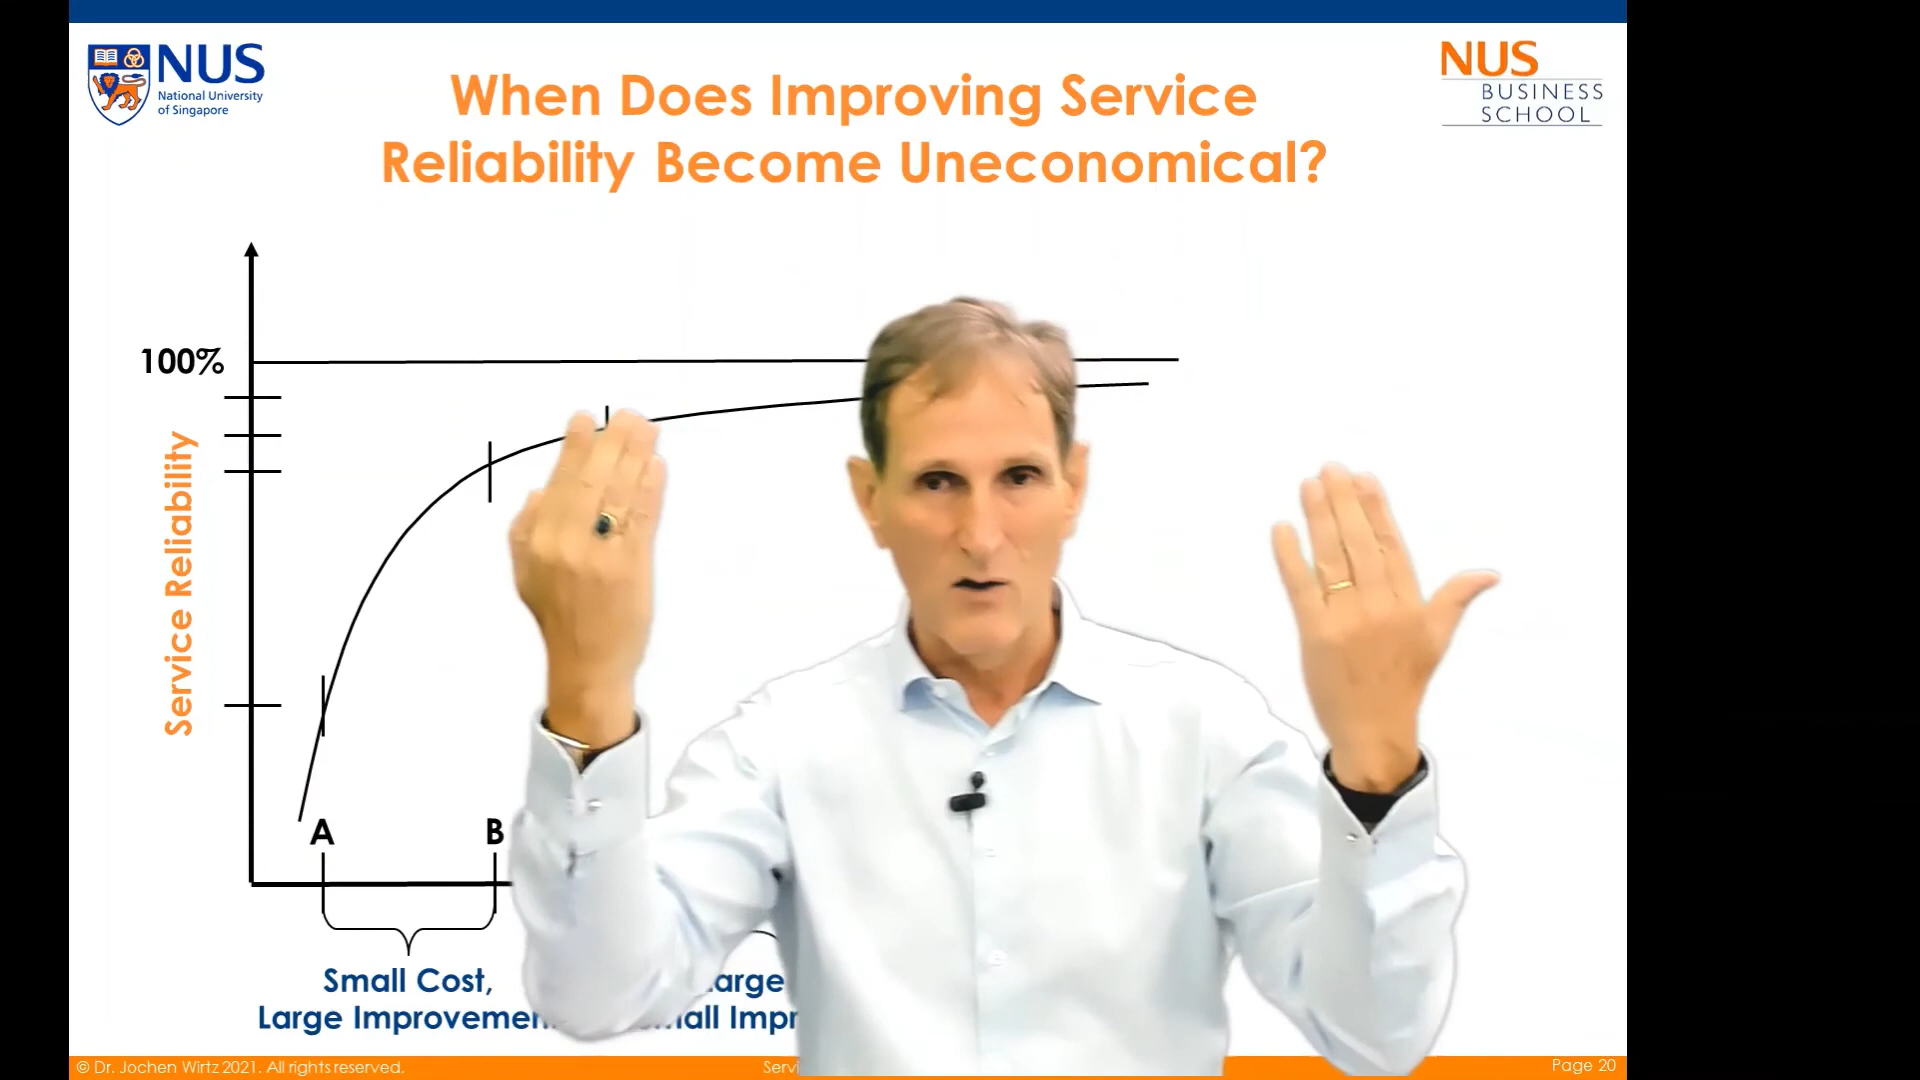 NUS
National University
of Singapore
NUS
BUSINESS
SCHOOL
When Does Improving Service
Reliability Become Uneconomical?
100%
Service Reliability
A
B
Small Cost,
Large
© Dr. Jochen Wirtz 2021. All rights reserved.
Page 20